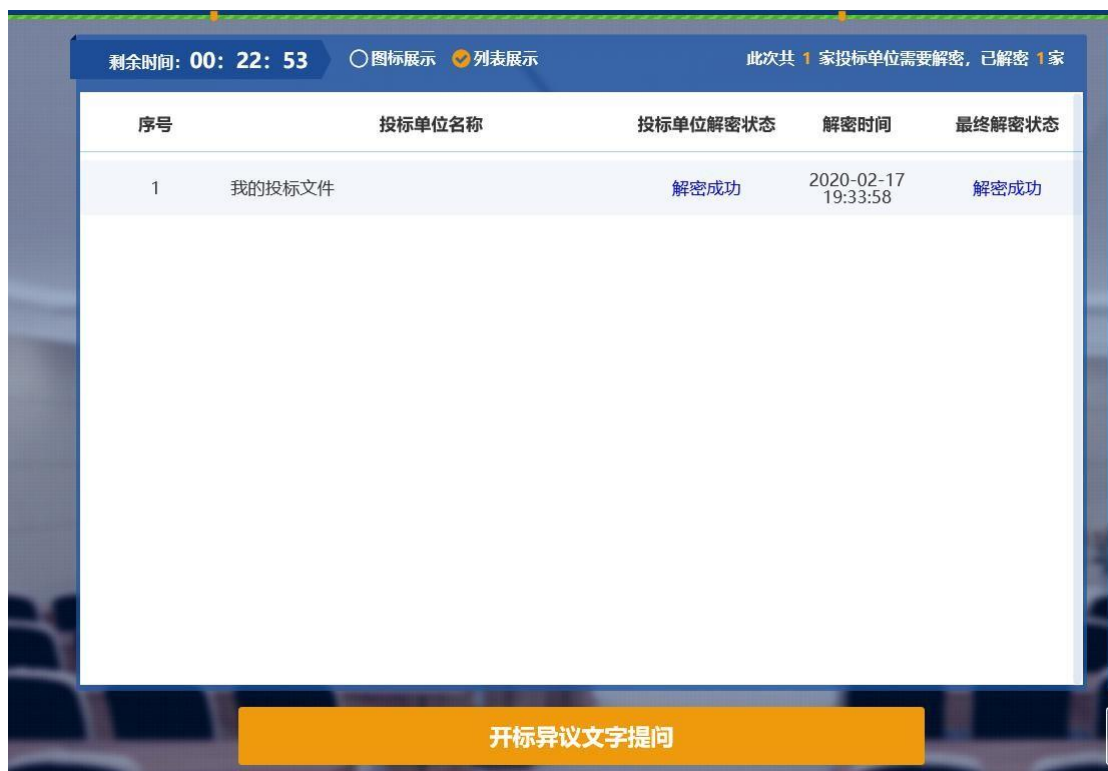 剩余时间: 00: 22: 53 图标展示 列表展示 此次共 1 家投标单位需要解密, 已解密 1家
序号 投标单位名称 投标单位解密状态 解密时间 最终解密状态
1 我的投标文件 解密成功 2020-02-17 19:33:58 解密成功
开标异议文字提问